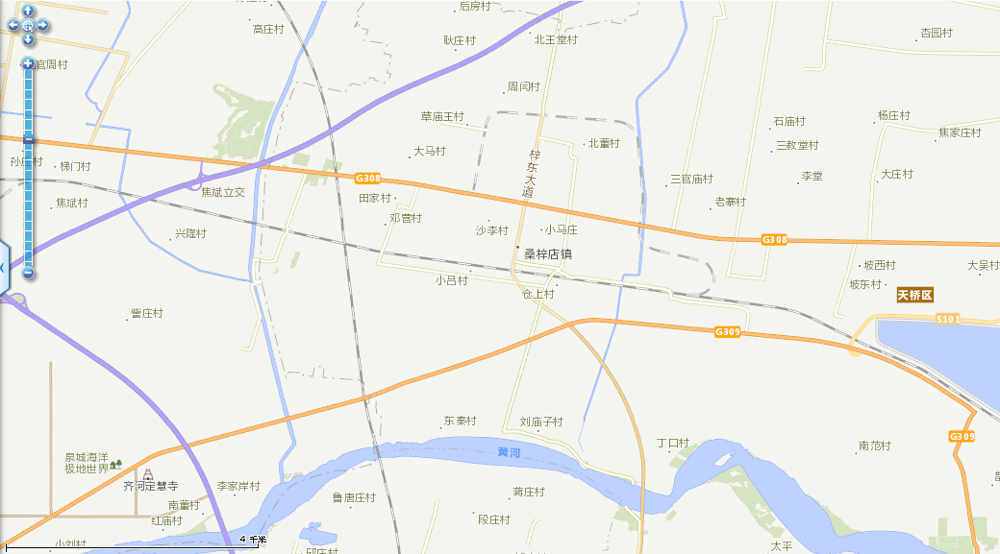 后房村
高庄村
耿庄村
北王堂村
杏园村
官周村
周闫村
草庙王村
石庙村
杨庄村
焦家庄村
北董村
三教堂村
大马村
梓东大道
孙庙村
梯门村
G308
三官庙村
李堂
大庄村
焦斌立交
田家村
老寨村
焦斌村
邓营村
兴隆村
沙李村
小马庄
G308
桑梓店镇
坡西村
大吴村
小吕村
坡东村
仓上村
天桥区
訾庄村
S101
G309
东秦村
刘庙子村
G309
丁口村
南范村
黄河
泉城海洋
极地世界
齐河定慧寺
李家岸村
鲁唐庄村
蒋庄村
南董村
红庙村
段庄村
4 千米
小刘村
邱庄村
太平